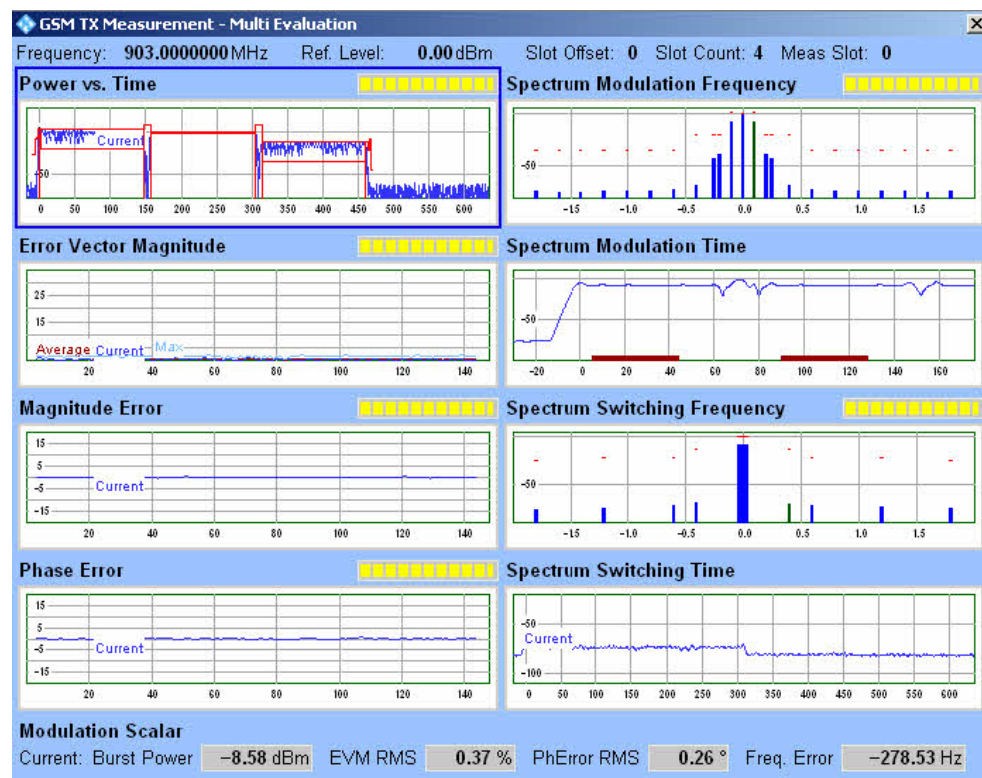 GSM TX Measurement - Multi Evaluation
Frequency: 903.0000000 MHz Ref. Level: 0.00 dBm Slot Offset: 0 Slot Count: 4 Meas Slot: 0
Power vs. Time
Current
-50
0 50 100 150 200 250 300 350 400 450 500 550 600
Spectrum Modulation Frequency
-50
-1.5 -1.0 -0.5 0.0 0.5 1.0 1.5
Error Vector Magnitude
25
15
Average Current Max
20 40 60 80 100 120 140
Spectrum Modulation Time
-50
-20 0 20 40 60 80 100 120 140 160
Magnitude Error
15
5
-5
Current
-15
20 40 60 80 100 120 140
Spectrum Switching Frequency
-50
-1.5 -1.0 -0.5 0.0 0.5 1.0 1.5
Phase Error
15
5
-5
Current
-15
20 40 60 80 100 120 140
Spectrum Switching Time
-50
Current
-100
0 50 100 150 200 250 300 350 400 450 500 550 600
Modulation Scalar
Current: Burst Power -8.58 dBm EVM RMS 0.37 % PhError RMS 0.26 ° Freq. Error -278.53 Hz